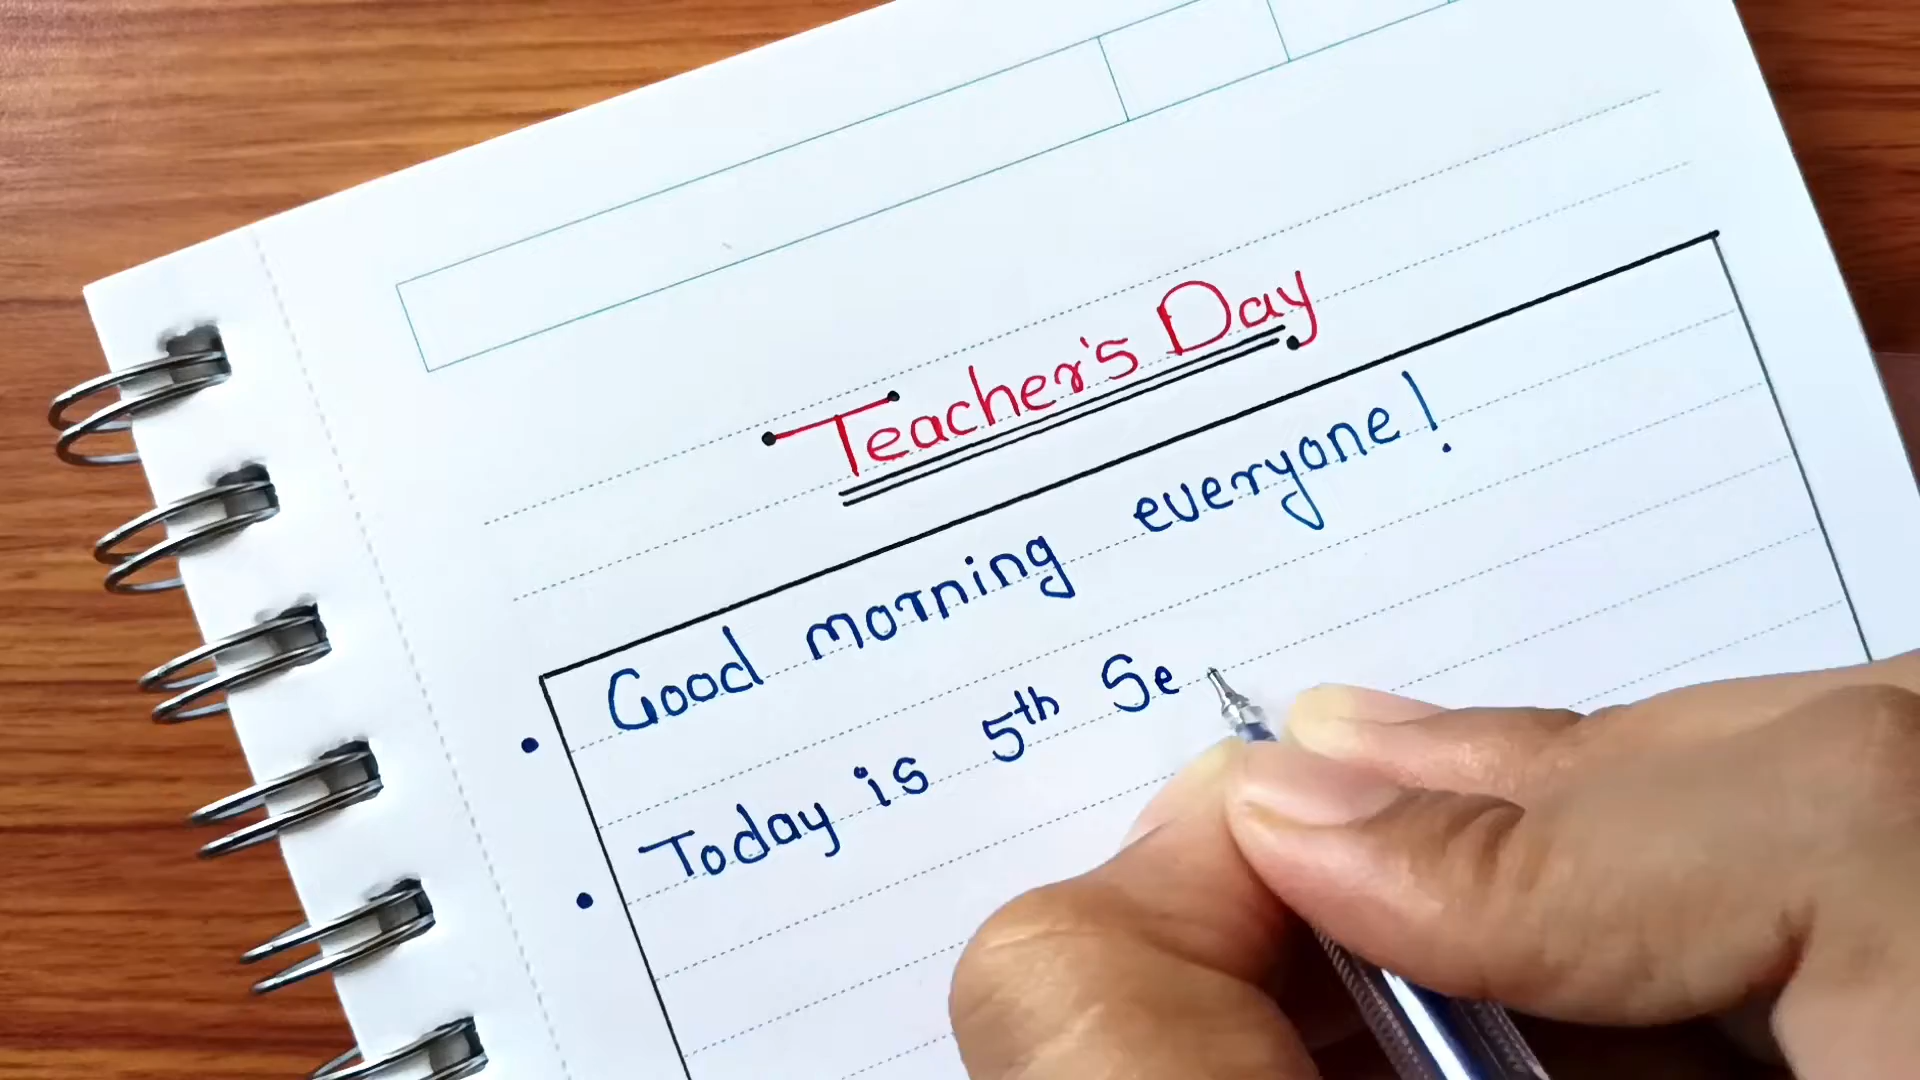 Teacher's Day
• Good morning everyone!
• Today is 5th Se